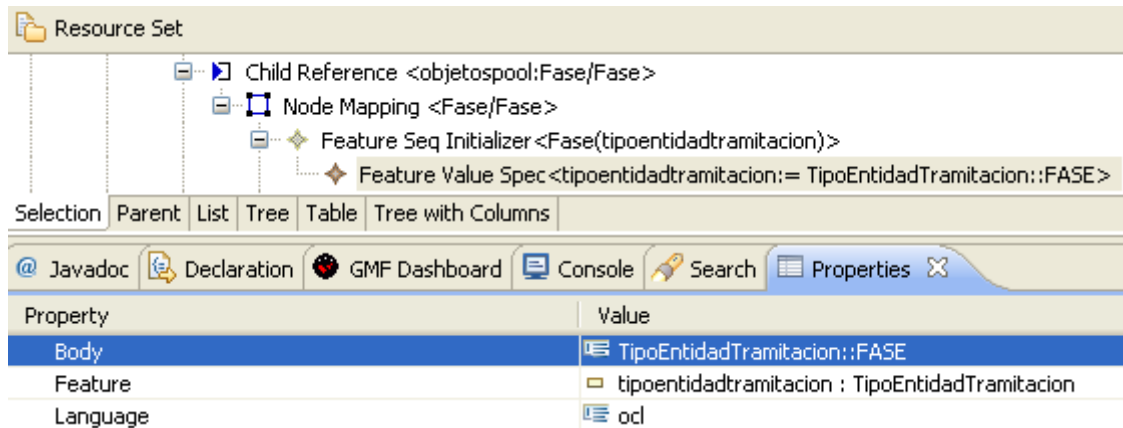 Resource Set
Child Reference <objetospool:Fase/Fase>
Node Mapping <Fase/Fase>
Feature Seq Initializer<Fase(tipoentidadtramitacion)>
Feature Value Spec<tipoentidadtramitacion:= TipoEntidadTramitacion::FASE>
Selection Parent List Tree Table Tree with Columns
@ Javadoc Declaration GMF Dashboard Console Search Properties
Property Value
Body TipoEntidadTramitacion::FASE
Feature tipoentidadtramitacion : TipoEntidadTramitacion
Language ocl